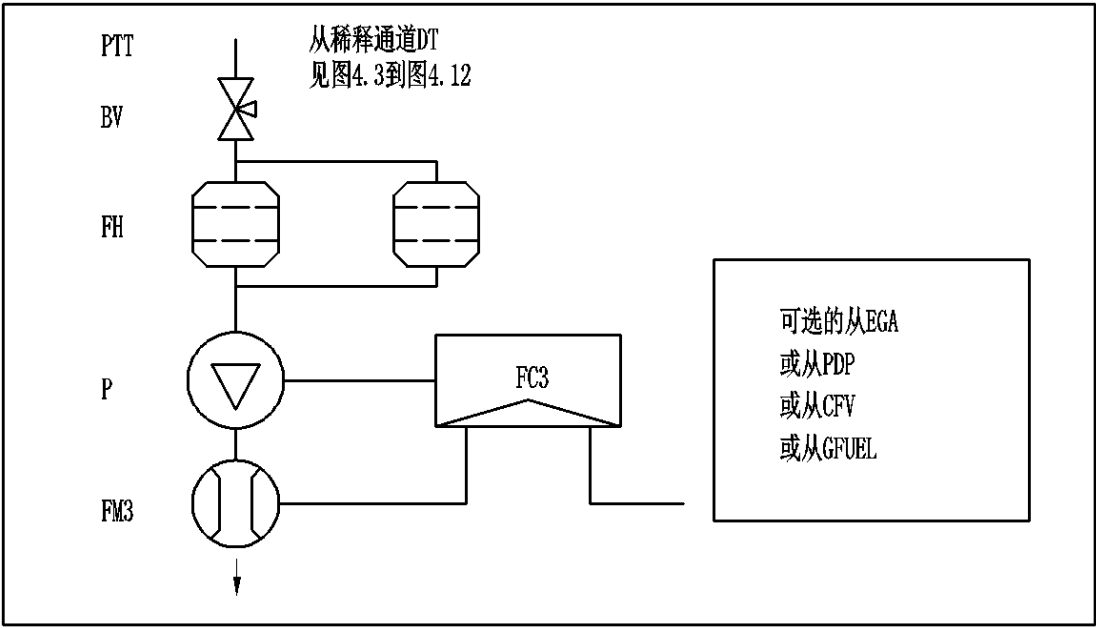 PTT
从稀释通道DT
见图4.3到图4.12
BV
FH
P
FC3
FM3
可选的从EGA
或从PDP
或从CFV
或从GFUEL